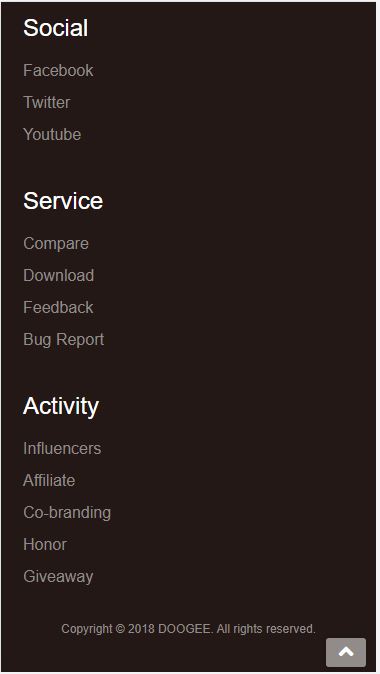 Social
Facebook
Twitter
Youtube
Service
Compare
Download
Feedback
Bug Report
Activity
Influencers
Affiliate
Co-branding
Honor
Giveaway
Copyright © 2018 DOOGEE. All rights reserved.